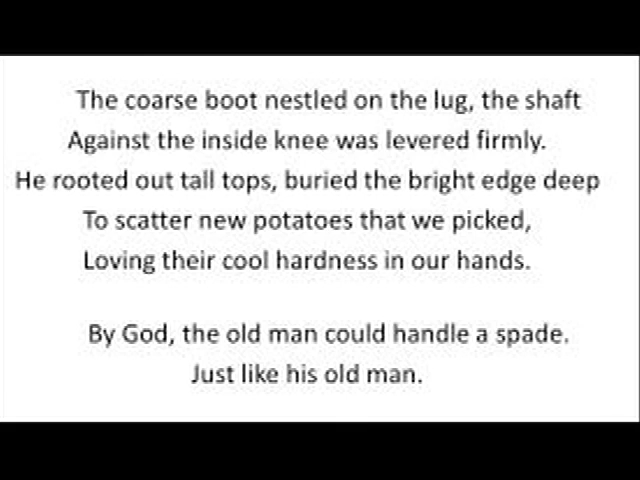 The coarse boot nestled on the lug, the shaft
Against the inside knee was levered firmly.
He rooted out tall tops, buried the bright edge deep
To scatter new potatoes that we picked,
Loving their cool hardness in our hands.
By God, the old man could handle a spade.
Just like his old man.